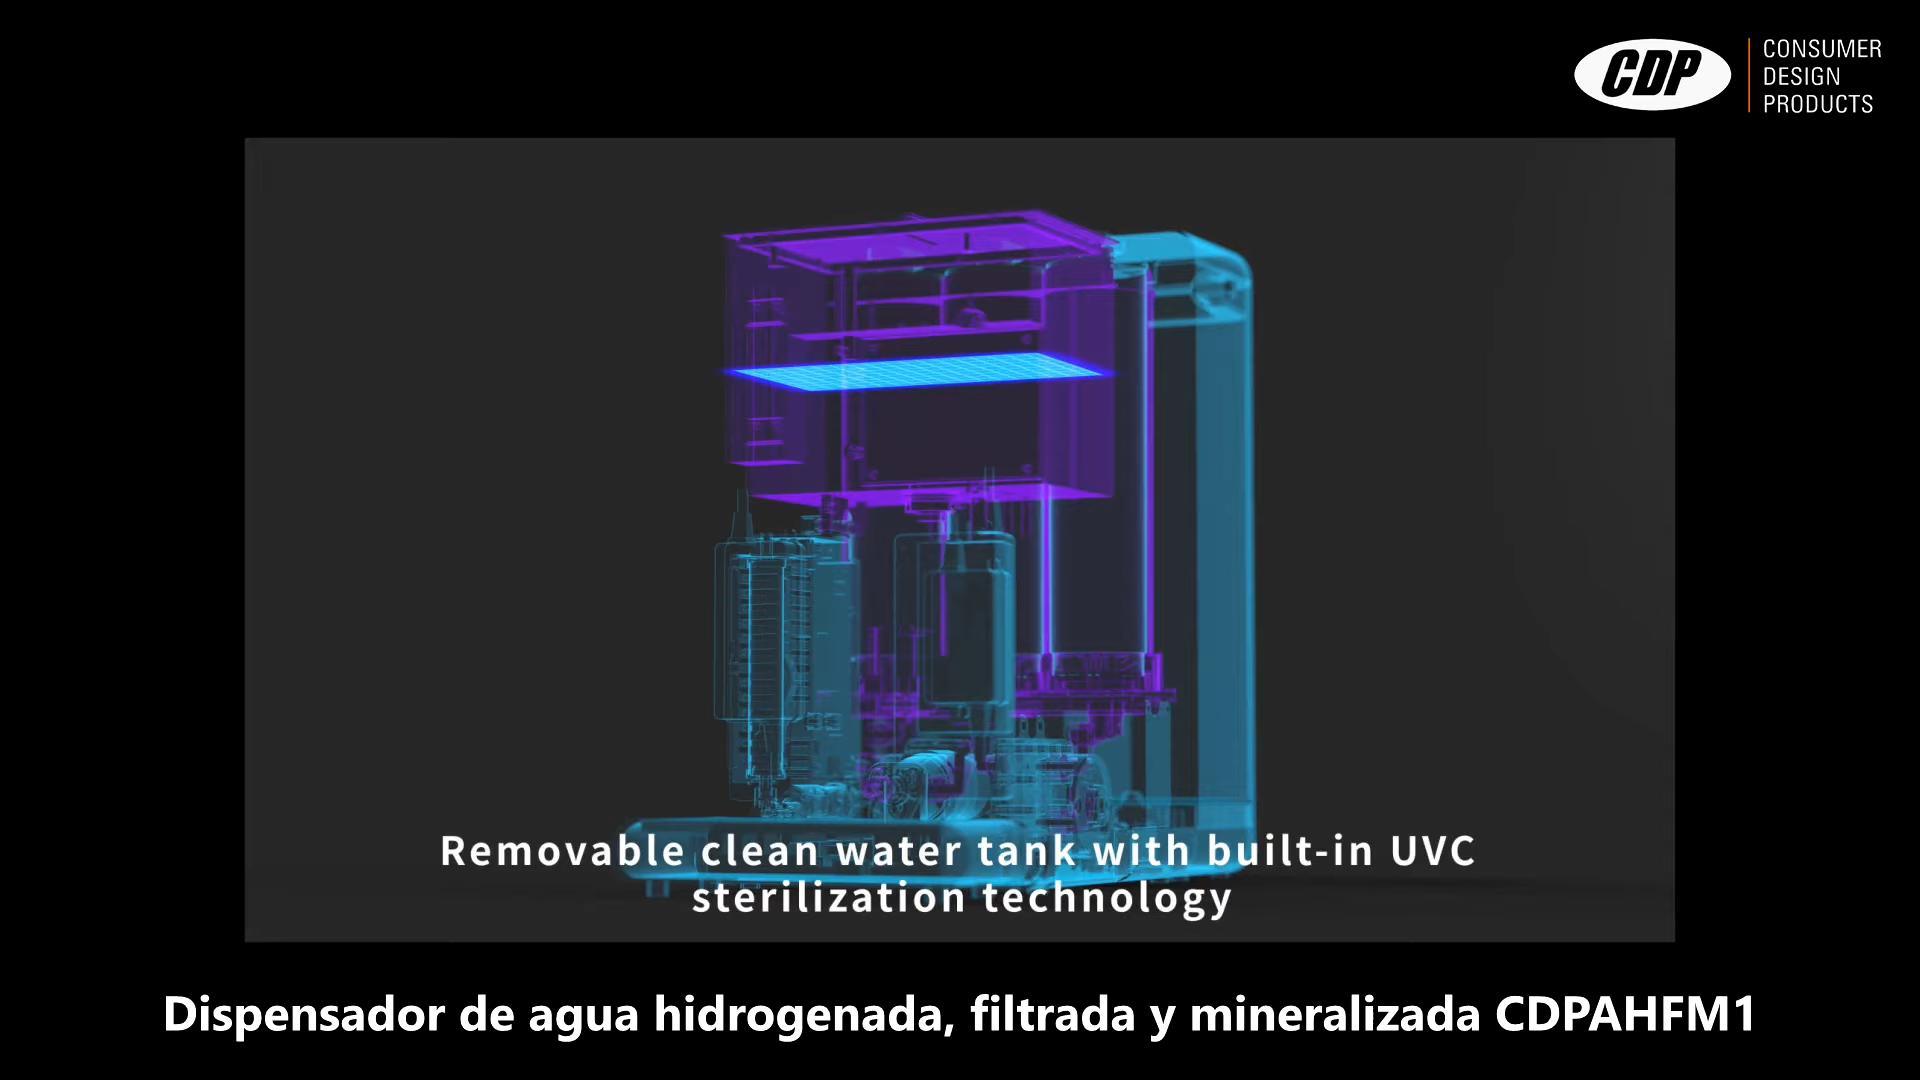 CDP
CONSUMER
DESIGN
PRODUCTS
Removable clean water tank with built-in UVC
sterilization technology
Dispensador de agua hidrogenada, filtrada y mineralizada CDPAHFM1